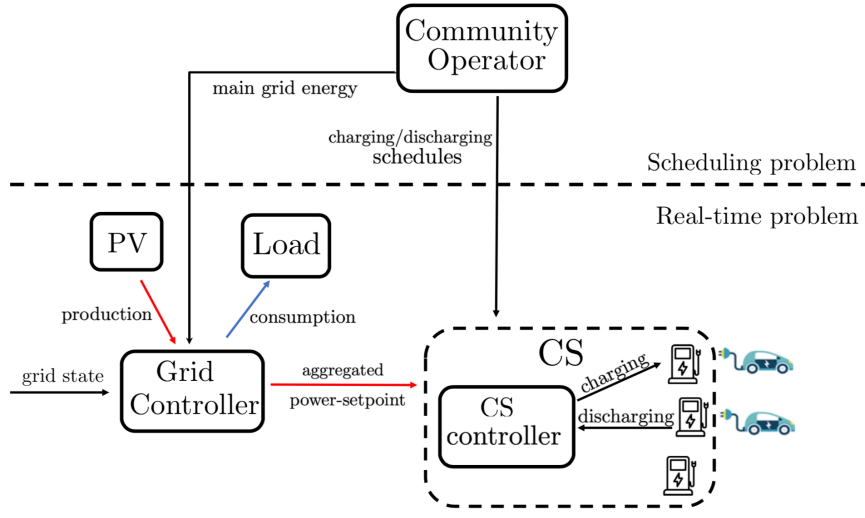 Community
Operator
main grid energy
charging/discharging
schedules
Scheduling problem
Real-time problem
PV
Load
production
consumption
CS
grid state
Grid
Controller
aggregated
power-setpoint
charging
CS
controller
discharging